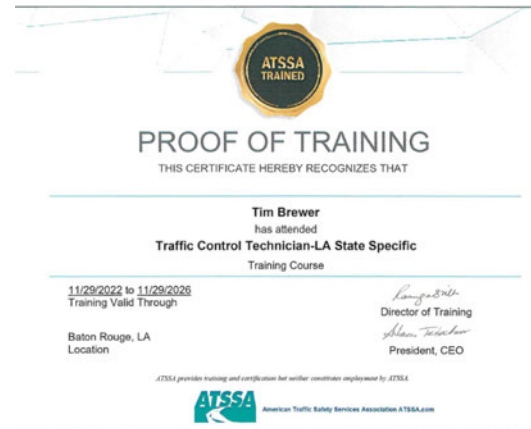 ATSSA
TRAINED
PROOF OF TRAINING
THIS CERTIFICATE HEREBY RECOGNIZES THAT
Tim Brewer
has attended
Traffic Control Technician-LA State Specific
Training Course
11/29/2022 to 11/29/2026
Training Valid Through
Director of Training
Baton Rouge, LA
Location
President, CEO
ATSSA provides training and certification but neither constitutes employment by ATSSA.
ATSSA
American Traffic Safety Services Association ATSSA.com